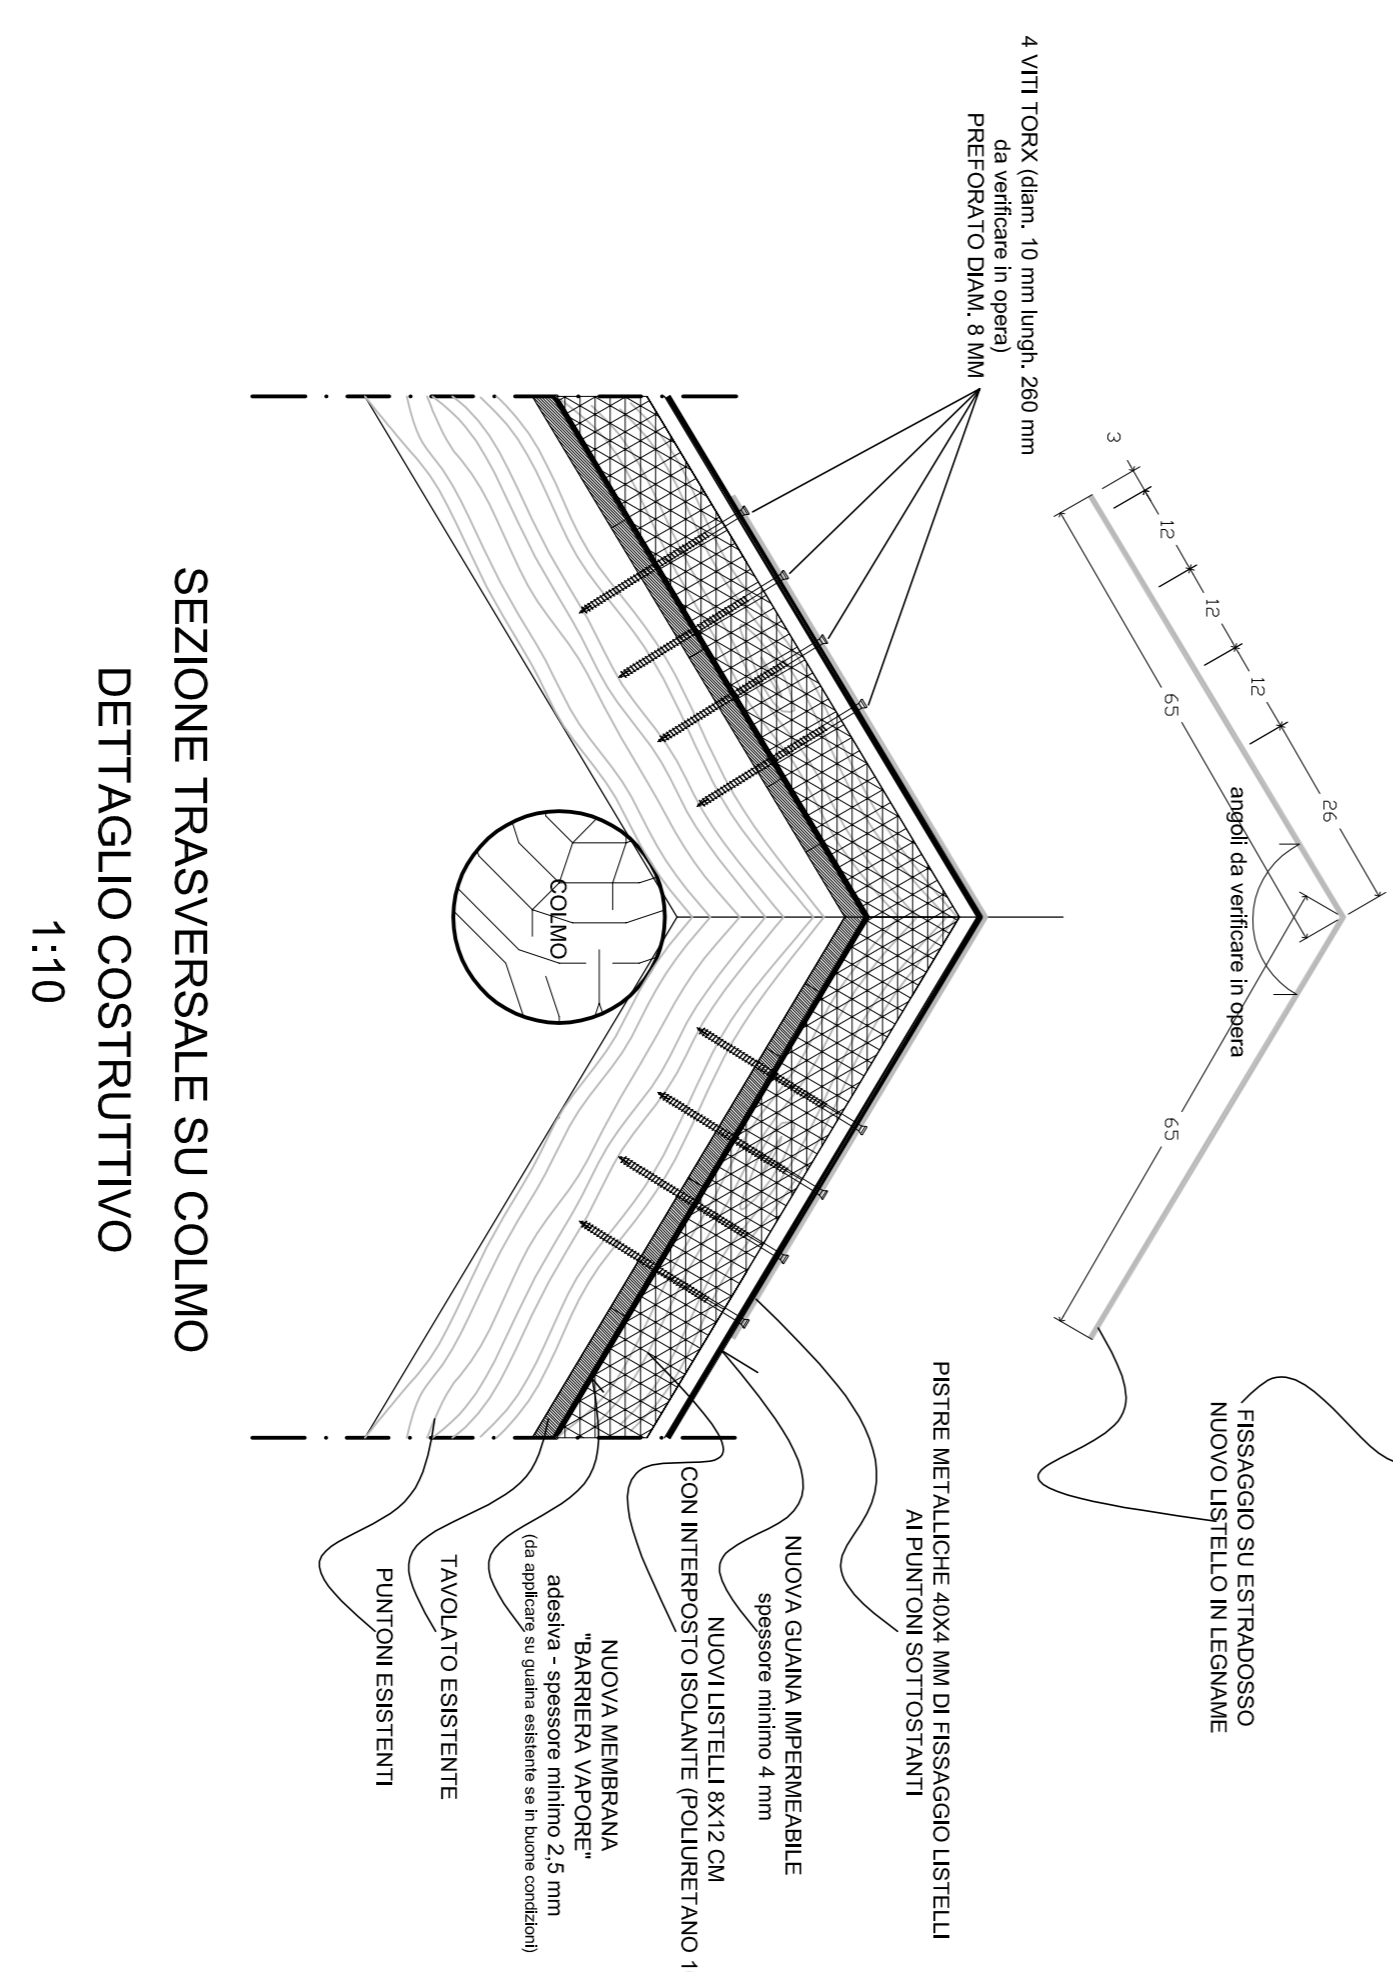 4 VITI TORX (diam. 10 mm lungh. 260 mm
da verificare in opera)
PREFORATO DIAM. 8 MM
3
12
12
12
26
65
65
angoli da verificare in opera
FISSAGGIO SU ESTRADOSSO
NUOVO LISTELLO IN LEGNAME
PISTRE METALLICHE 40X4 MM DI FISSAGGIO LISTELLI
AI PUNTONI SOTTOSTANTI
NUOVA GUAINA IMPERMEABILE
spessore minimo 4 mm
NUOVI LISTELLI 8X12 CM
CON INTERPOSTO ISOLANTE (POLIURETANO 1
NUOVA MEMBRANA
"BARRIERA VAPORE"
adesiva - spessore minimo 2,5 mm
(da applicare su guaina esistente se in buone condizioni)
TAVOLATO ESISTENTE
PUNTONI ESISTENTI
COLMO
SEZIONE TRASVERSALE SU COLMO
DETTAGLIO COSTRUTTIVO
1:10